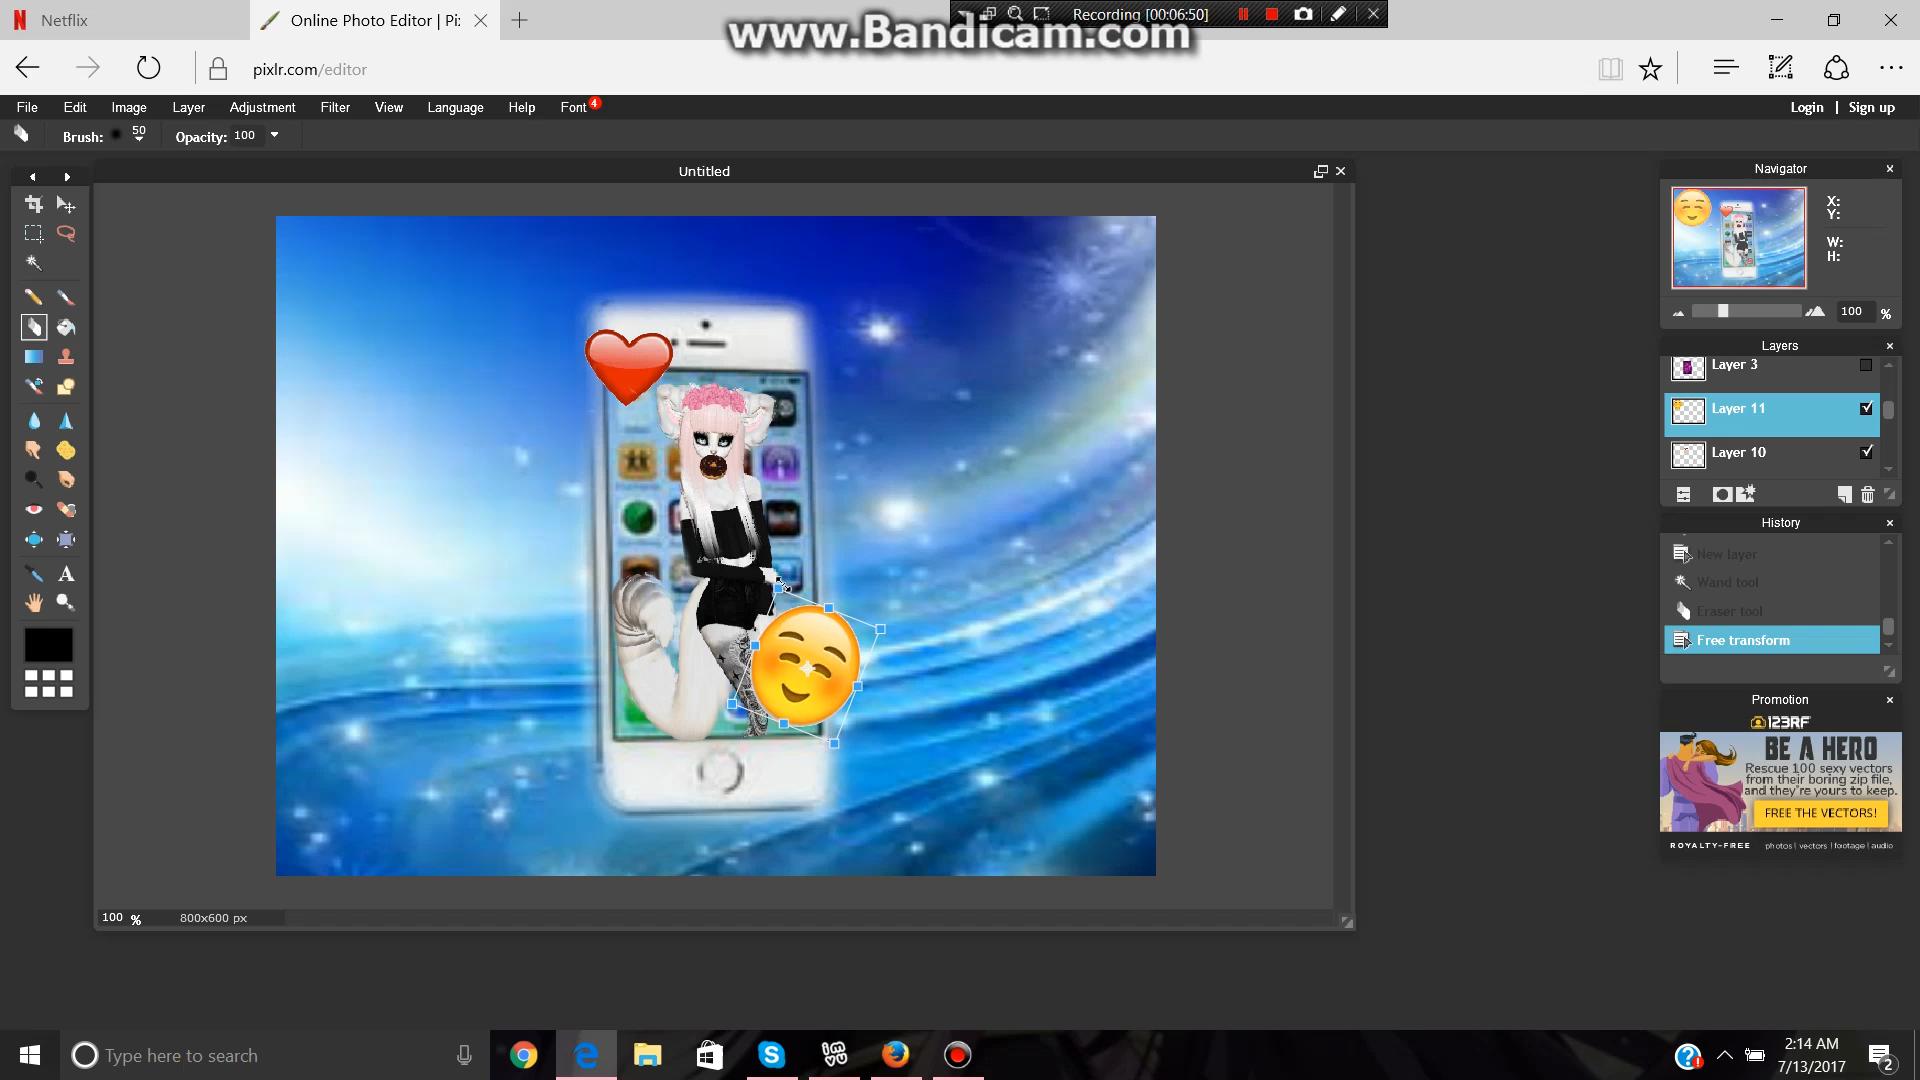 Netflix
Online Photo Editor | Pi:
Recording [00:06:50]
www.Bandicam.com
pixlr.com/editor
File Edit Image Layer Adjustment Filter View Language Help Font 4
Login | Sign up
Brush: 50 Opacity: 100
Untitled
Navigator
X:
Y:
W:
H:
100 %
Layers
Layer 3
Layer 11
Layer 10
History
New layer
Wand tool
Eraser tool
Free transform
Promotion
123RF
BE A HERO
Rescue 100 sexy vectors
from their boring zip file,
and they're yours to keep.
FREE THE VECTORS!
ROYALTY-FREE photos | vectors | footage | audio
A
100 % 800x600 px
Type here to search
imvu
2:14 AM
7/13/2017
2